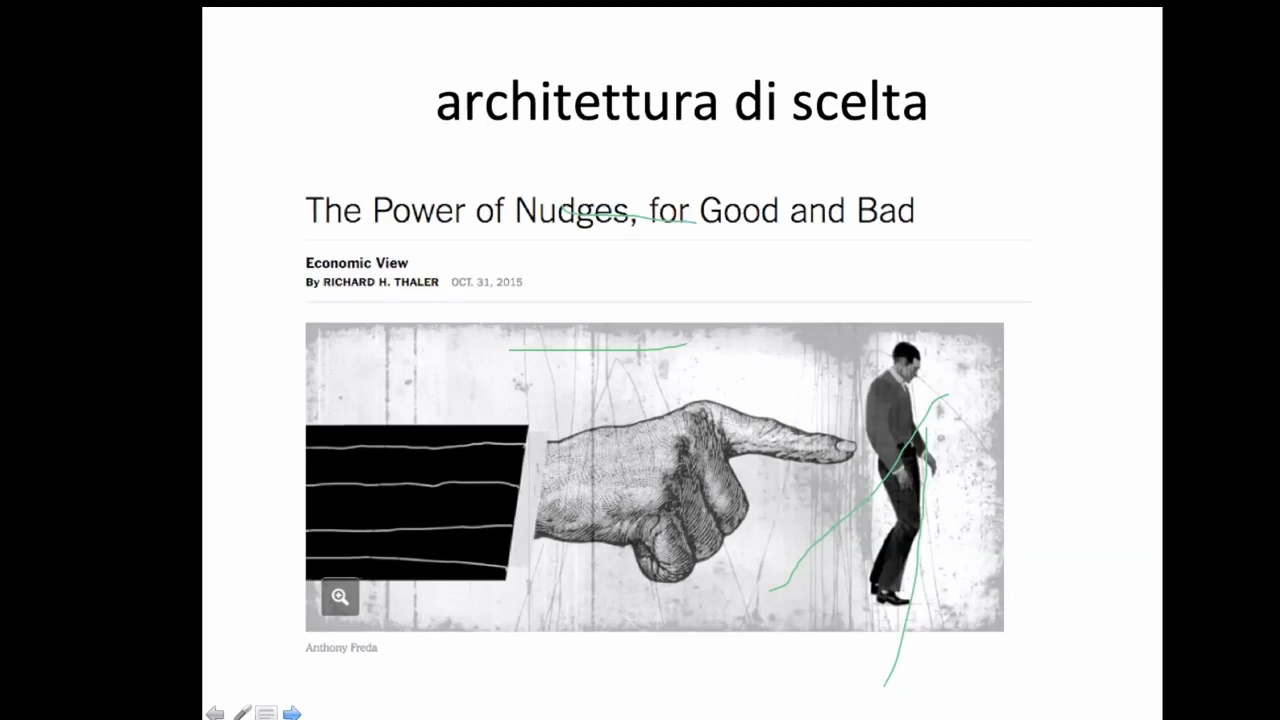 architettura di scelta
The Power of Nudges, for Good and Bad
Economic View
By RICHARD H. THALER OCT. 31, 2015
Anthony Freda